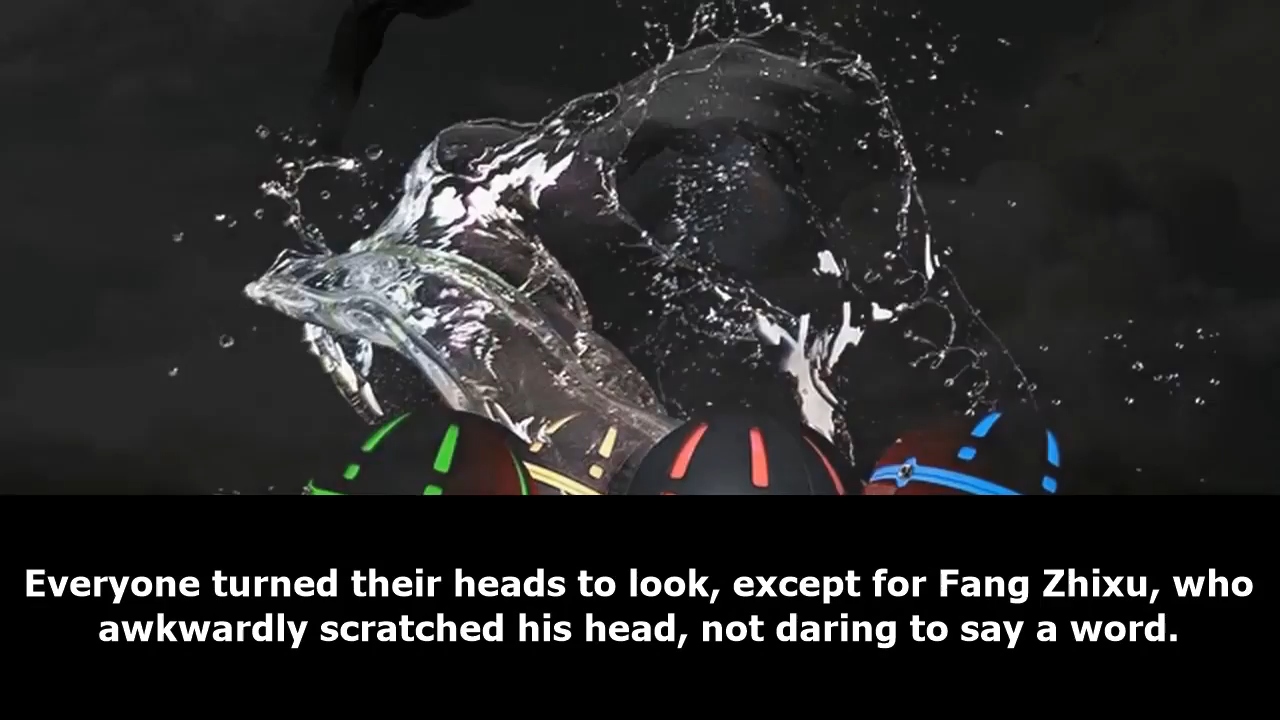 Everyone turned their heads to look, except for Fang Zhixu, who
awkwardly scratched his head, not daring to say a word.